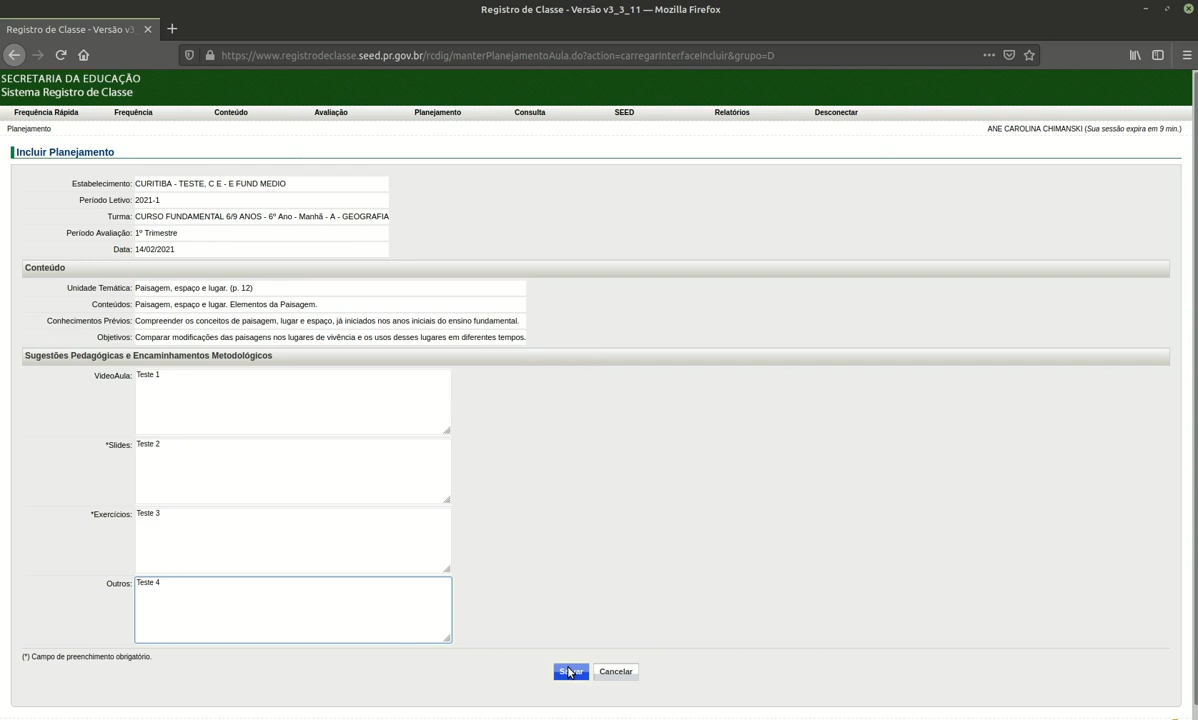 Registro de Classe - Versão v3_3_11 — Mozilla Firefox
Registro de Classe - Versão v3_
https://www.registrodeclasse.seed.pr.gov.br/rcdig/manterPlanejamentoAula.do?action=carregarInterfaceIncluir&grupo=D
SECRETARIA DA EDUCAÇÃO
Sistema Registro de Classe
Frequência Rápida Frequência Conteúdo Avaliação Planejamento Consulta SEED Relatórios Desconectar
Planejamento ANE CAROLINA CHIMANSKI (Sua sessão expira em 9 min.)
Incluir Planejamento
Estabelecimento: CURITIBA - TESTE, C E - E FUND MEDIO
Período Letivo: 2021-1
Turma: CURSO FUNDAMENTAL 6/9 ANOS - 6º Ano - Manhã - A - GEOGRAFIA
Período Avaliação: 1º Trimestre
Data: 14/02/2021
Conteúdo
Unidade Temática: Paisagem, espaço e lugar. (p. 12)
Conteúdos: Paisagem, espaço e lugar. Elementos da Paisagem.
Conhecimentos Prévios: Compreender os conceitos de paisagem, lugar e espaço, já iniciados nos anos iniciais do ensino fundamental.
Objetivos: Comparar modificações das paisagens nos lugares de vivência e os usos desses lugares em diferentes tempos.
Sugestões Pedagógicas e Encaminhamentos Metodológicos
VideoAula: Teste 1
*Slides: Teste 2
*Exercícios: Teste 3
Outros: Teste 4
(*) Campo de preenchimento obrigatório.
Cancelar